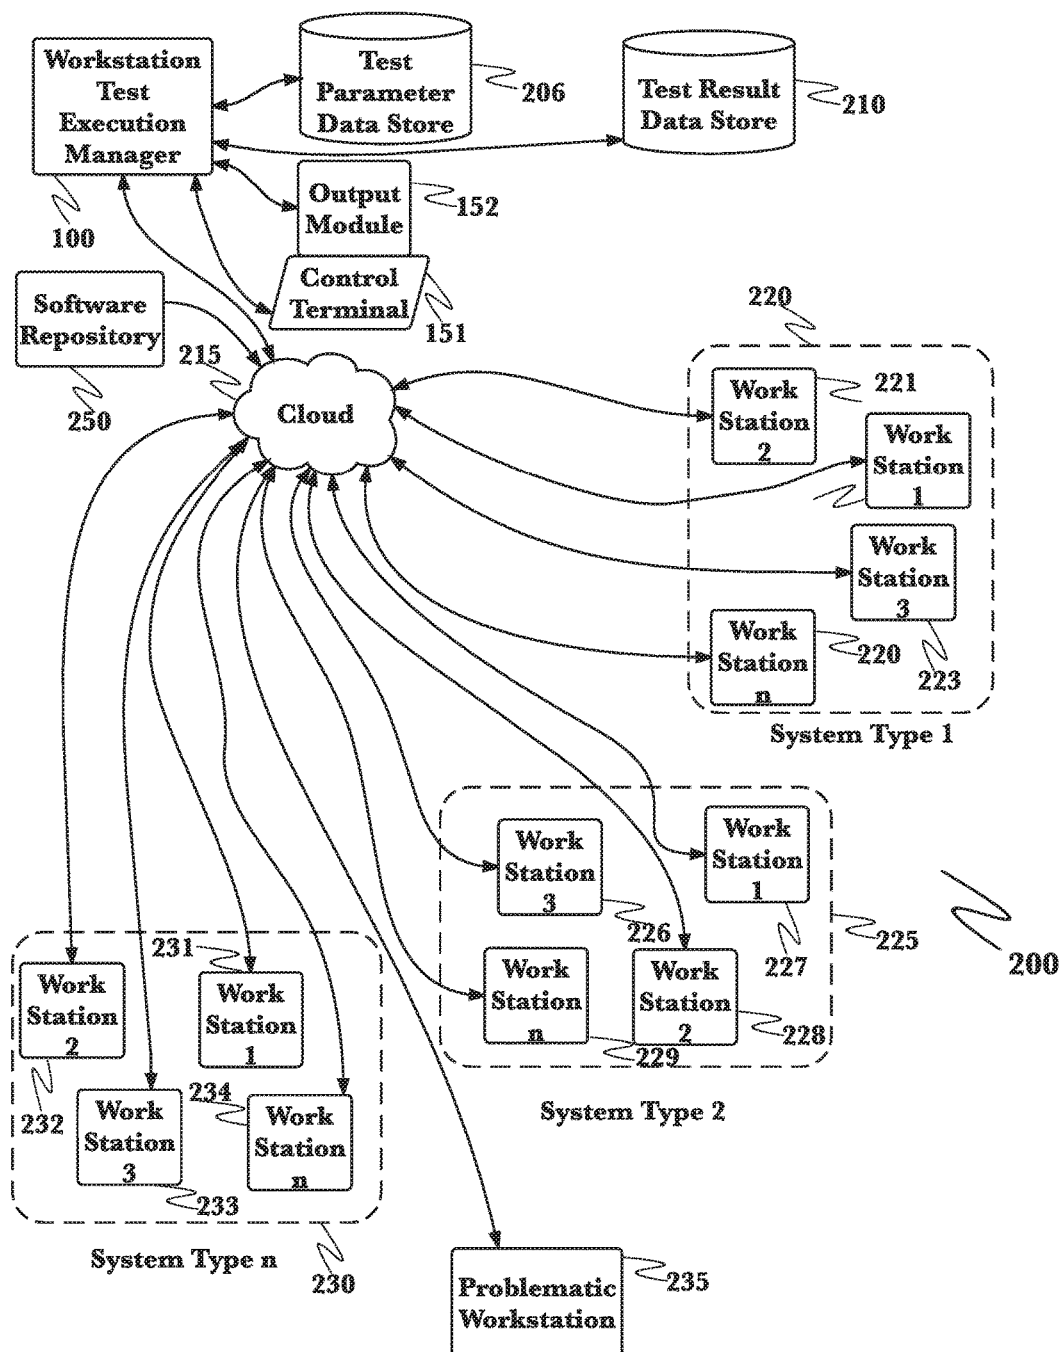 Workstation
Test
Execution
Manager
100
Test
Parameter
Data Store
206
Test Result
Data Store
210
Output
Module
152
Control
Terminal
151
Software
Repository
250
215
Cloud
220
Work
Station
2
221
Work
Station
1
Work
Station
3
223
Work
Station
n
220
System Type 1
Work
Station
3
226
Work
Station
1
227
225
Work
Station
n
229
Work
Station
2
228
System Type 2
200
231
Work
Station
2
232
Work
Station
1
Work
Station
3
233
234
Work
Station
n
System Type n
230
Problematic
Workstation
235